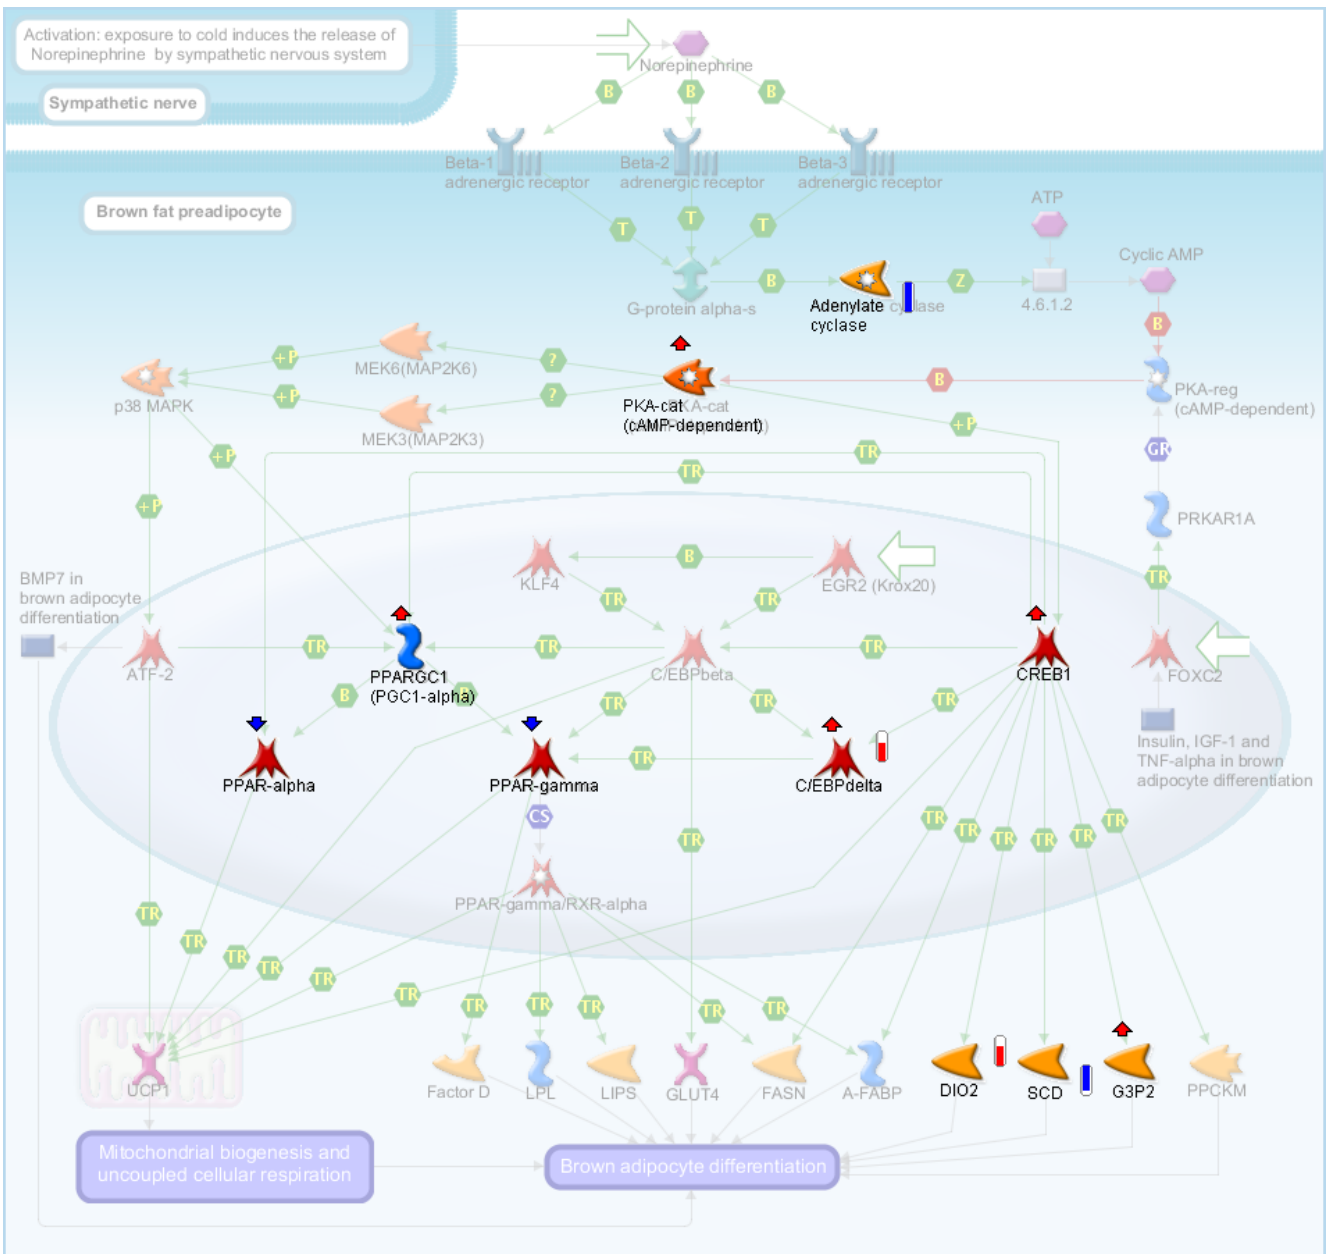 Activation: exposure to cold induces the release of
Norepinephrine by sympathetic nervous system
Norepinephrine
Sympathetic nerve
B
B
B
Beta-1
adrenergic receptor
Beta-2
adrenergic receptor
Beta-3
adrenergic receptor
Brown fat preadipocyte
ATP
T
T
T
Cyclic AMP
B
Z
G-protein alpha-s
Adenylate
cyclase
4.6.1.2
B
+P
MEK6(MAP2K6)
?
B
p38 MAPK
+P
MEK3(MAP2K3)
?
PKA-cat
(cAMP-dependent)
PKA-reg
(cAMP-dependent)
+P
+P
TR
TR
GR
+P
PRKAR1A
BMP7 in
brown adipocyte
differentiation
KLF4
B
EGR2 (Krox20)
TR
TR
TR
ATF-2
TR
PPARGC1
(PGC1-alpha)
TR
C/EBPbeta
TR
CREB1
FOXC2
B
B
TR
TR
TR
Insulin, IGF-1 and
TNF-alpha in brown
adipocyte differentiation
PPAR-alpha
PPAR-gamma
TR
C/EBPdelta
CS
TR
TR
TR
TR
TR
TR
TR
PPAR-gamma/RXR-alpha
TR
TR
TR
TR
TR
TR
TR
TR
TR
TR
TR
UCP1
Factor D
LPL
LIPS
GLUT4
FASN
A-FABP
DIO2
SCD
G3P2
PPCKM
Mitochondrial biogenesis and
uncoupled cellular respiration
Brown adipocyte differentiation